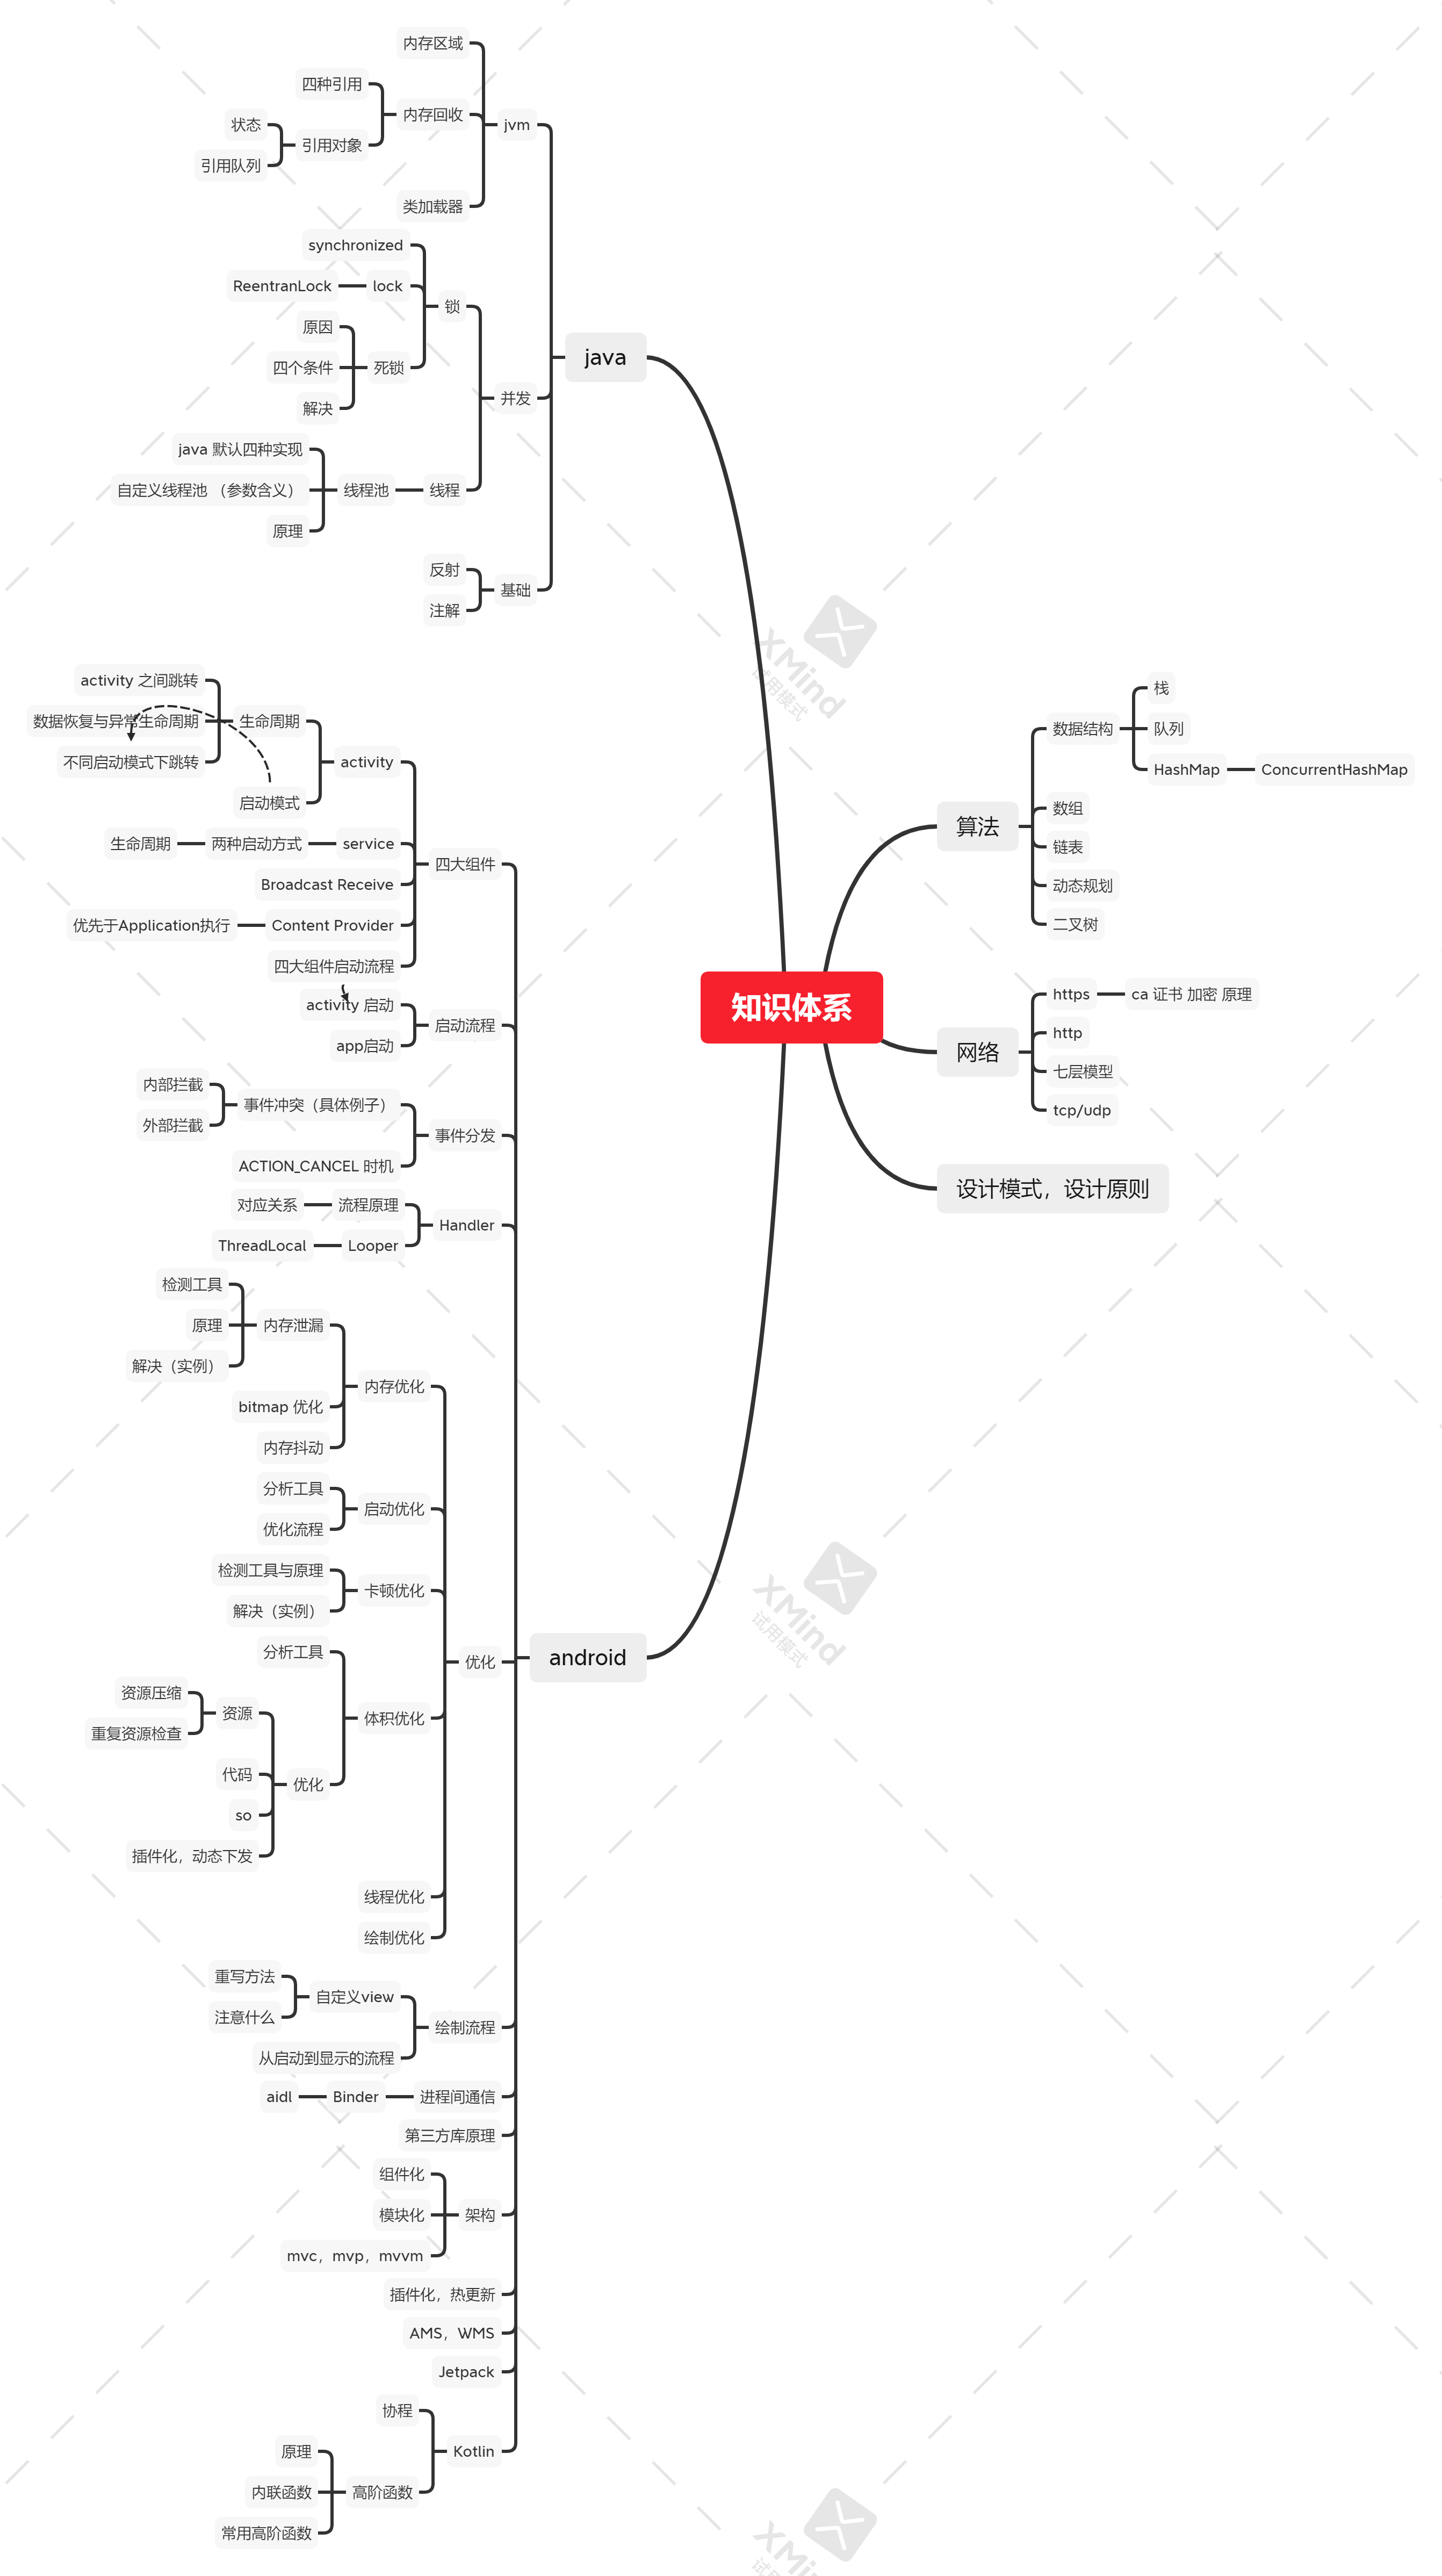 知识体系
java
jvm
内存区域
内存回收
四种引用
引用对象
状态
引用队列
类加载器
并发
锁
synchronized
lock
ReentranLock
死锁
原因
四个条件
解决
线程
线程池
java 默认四种实现
自定义线程池 （参数含义）
原理
基础
反射
注解
android
四大组件
activity
生命周期
activity 之间跳转
数据恢复与异常生命周期
不同启动模式下跳转
启动模式
service
两种启动方式
生命周期
Broadcast Receive
Content Provider
优先于Application执行
四大组件启动流程
启动流程
activity 启动
app启动
事件分发
事件冲突（具体例子）
内部拦截
外部拦截
ACTION_CANCEL 时机
Handler
流程原理
对应关系
Looper
ThreadLocal
优化
内存优化
内存泄漏
检测工具
原理
解决（实例）
bitmap 优化
内存抖动
启动优化
分析工具
优化流程
卡顿优化
检测工具与原理
解决（实例）
体积优化
分析工具
优化
资源
资源压缩
重复资源检查
代码
so
插件化，动态下发
线程优化
绘制优化
绘制流程
自定义view
重写方法
注意什么
从启动到显示的流程
进程间通信
Binder
aidl
第三方库原理
架构
组件化
模块化
mvc，mvp，mvvm
插件化，热更新
AMS，WMS
Jetpack
Kotlin
协程
高阶函数
原理
内联函数
常用高阶函数
算法
数据结构
栈
队列
HashMap
ConcurrentHashMap
数组
链表
动态规划
二叉树
网络
https
ca 证书 加密 原理
http
七层模型
tcp/udp
设计模式，设计原则
XMind
试用模式
XMind
试用模式
XMind
试用模式